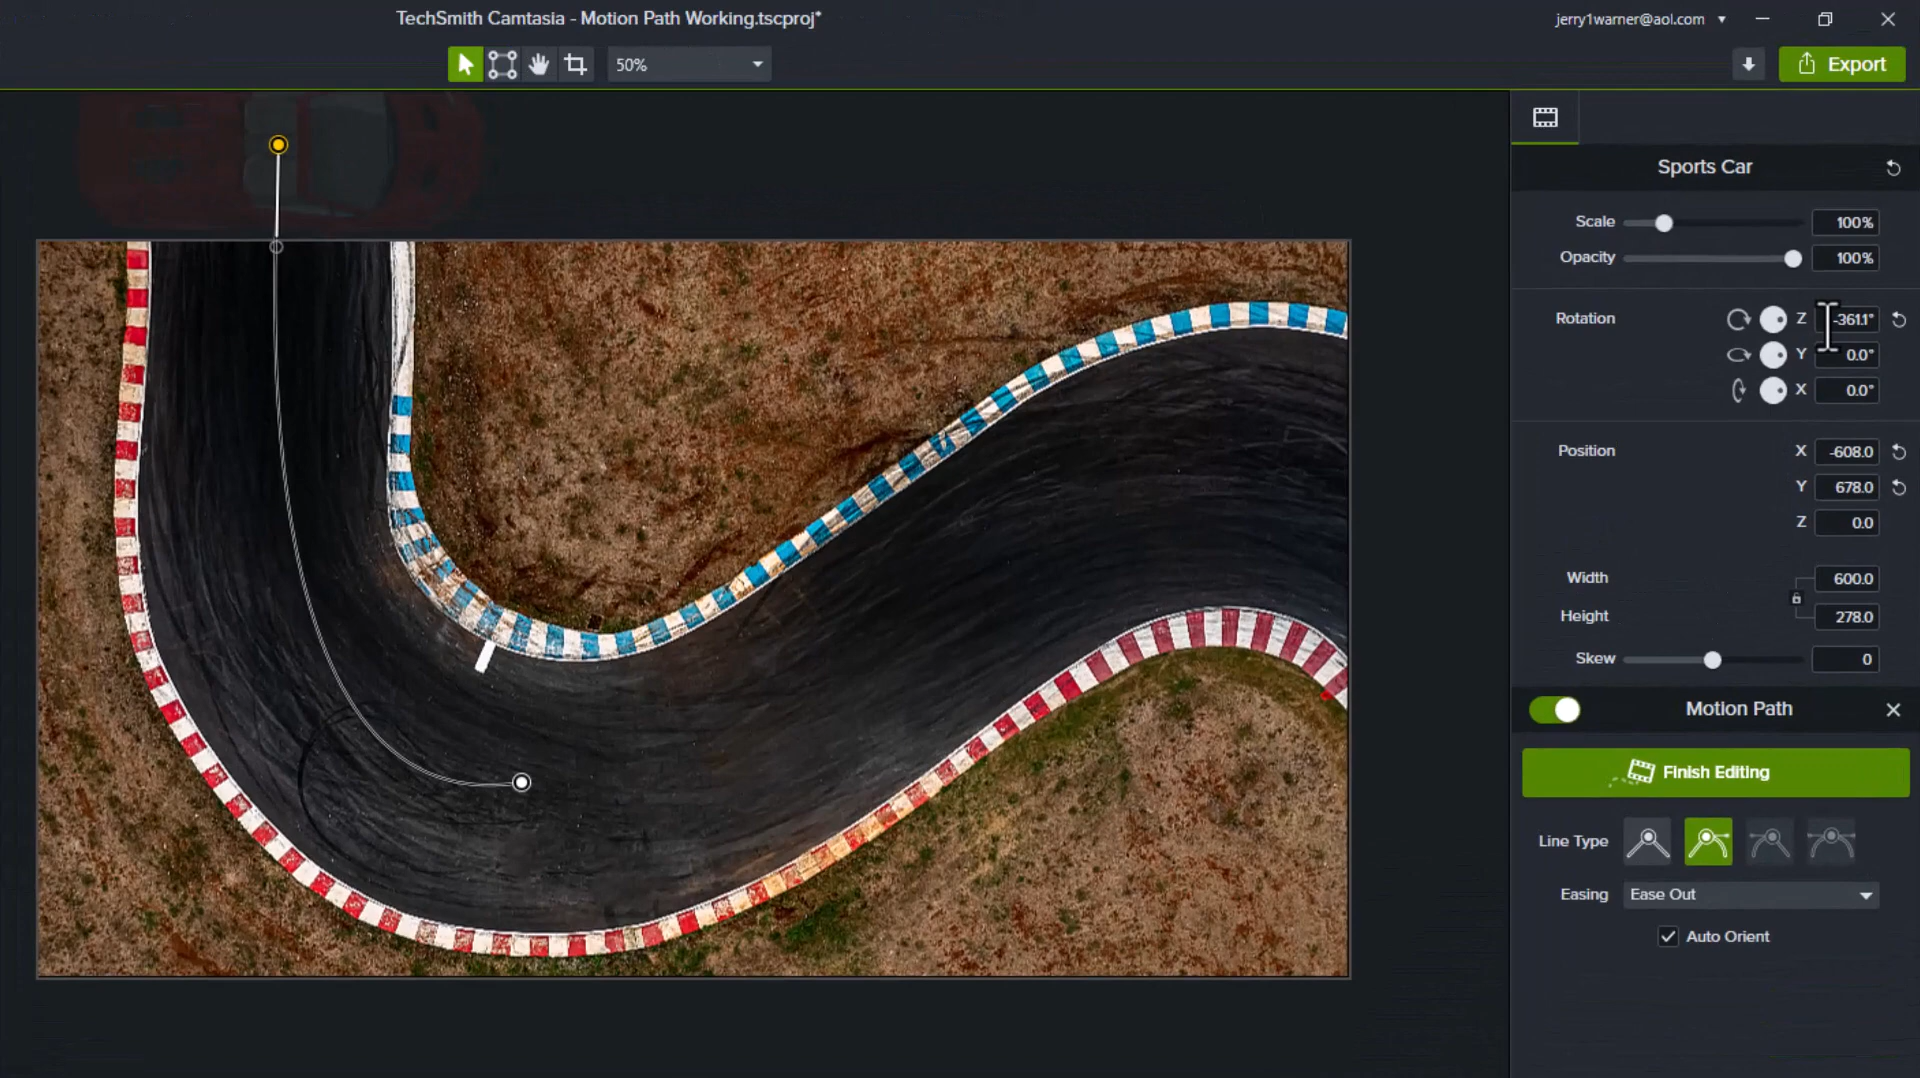 TechSmith Camtasia - Motion Path Working.tscproj*
jerry1warner@aol.com
50%
Export
Sports Car
Scale 100%
Opacity 100%
Rotation Z -361.1°
Y 0.0°
X 0.0°
Position X -608.0
Y 678.0
Z 0.0
Width 600.0
Height 278.0
Skew 0
Motion Path
Finish Editing
Line Type
Easing Ease Out
Auto Orient